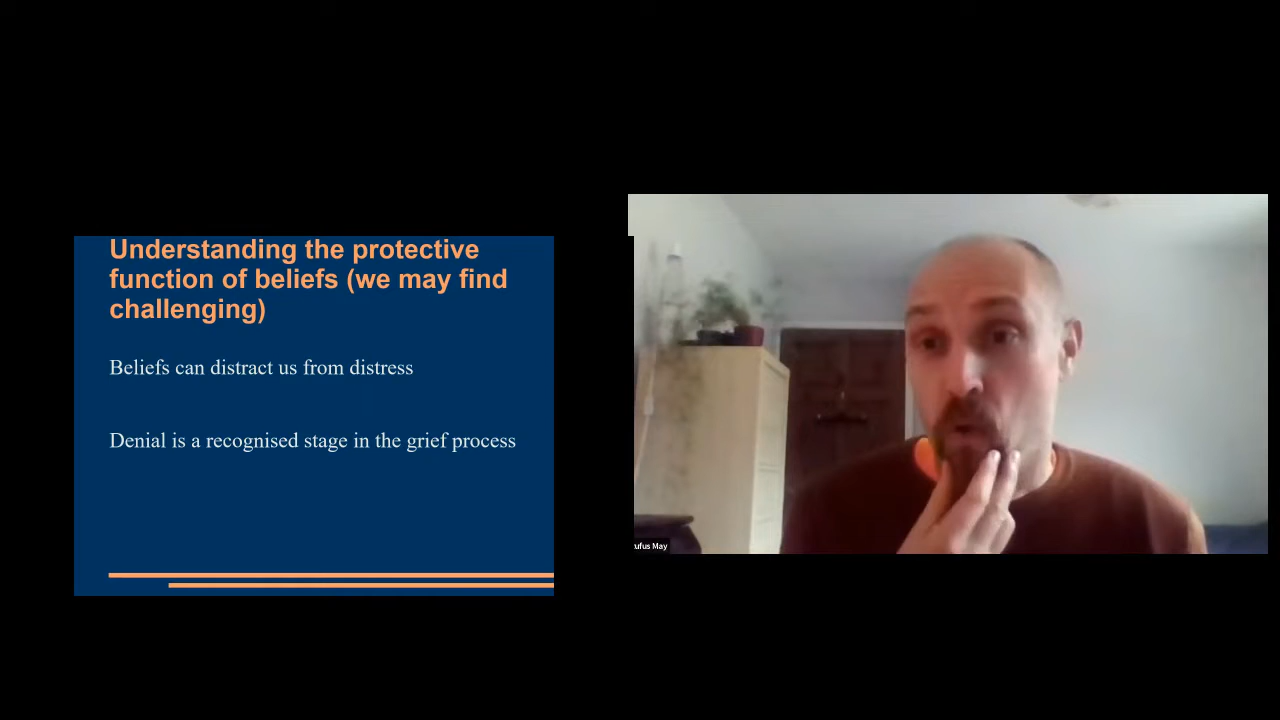 Understanding the protective
function of beliefs (we may find
challenging)
Beliefs can distract us from distress
Denial is a recognised stage in the grief process
ufus May